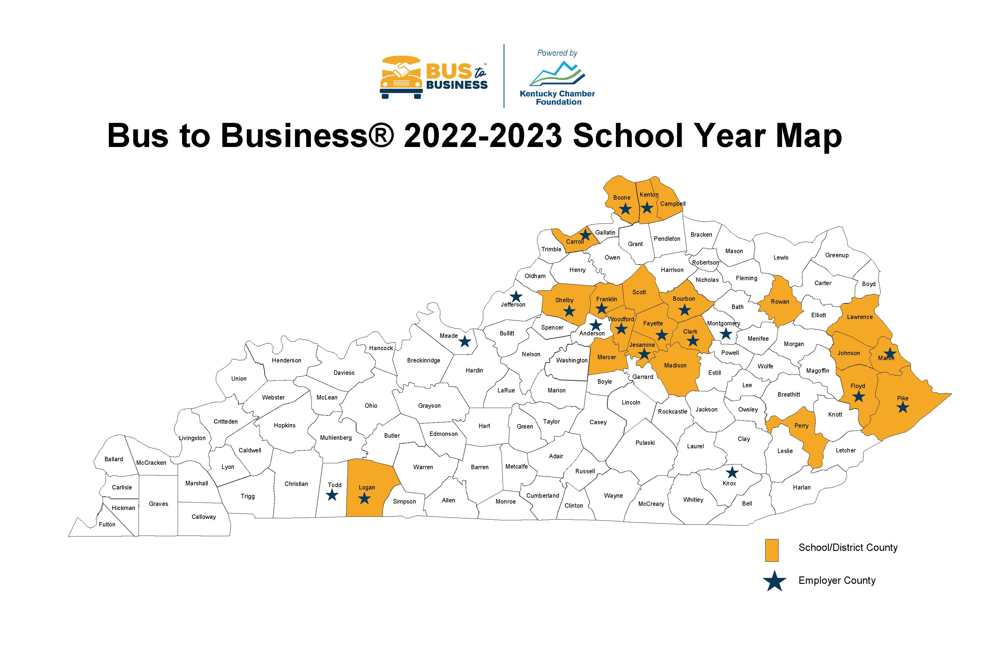 Powered by
BUS to ®
BUSINESS
Kentucky Chamber
Foundation
Bus to Business® 2022-2023 School Year Map
Boone
Kenton
Campbell
Gallatin
Carroll
Trimble
Grant
Pendleton
Bracken
Owen
Mason
Lewis
Greenup
Robertson
Henry
Harrison
Oldham
Nicholas
Fleming
Carter
Boyd
Scott
Shelby
Franklin
Bourbon
Rowan
Jefferson
Bath
Elliott
Lawrence
Woodford
Fayette
Montgomery
Spencer
Anderson
Clark
Bullitt
Meade
Menifee
Morgan
Jesamine
Hancock
Nelson
Washington
Mercer
Powell
Johnson
Martin
Henderson
Breckinridge
Daviess
Hardin
Madison
Estill
Wolfe
Magoffin
Union
Garrard
Boyle
Lee
Floyd
LaRue
Marion
Webster
McLean
Breathitt
Pike
Ohio
Grayson
Lincoln
Rockcastle
Jackson
Owsley
Knott
Critteden
Hopkins
Hart
Green
Taylor
Casey
Perry
Livingston
Muhlenberg
Butler
Edmonson
Pulaski
Clay
Laurel
Leslie
Letcher
Caldwell
Ballard
McCracken
Lyon
Warren
Barren
Metcalfe
Adair
Russell
Marshall
Christian
Todd
Logan
Knox
Carlisle
Harlan
Trigg
Simpson
Allen
Monroe
Cumberland
Wayne
Whitley
Graves
Hickman
Clinton
McCreary
Bell
Calloway
Fulton
School/District County
Employer County